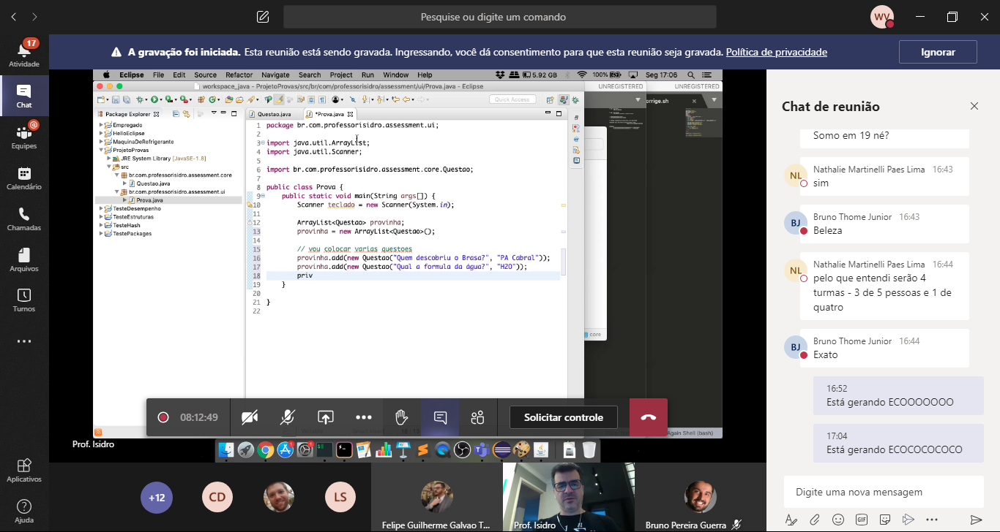 Pesquise ou digite um comando
WV
17
Atividade
Chat
Equipes
Calendário
Chamadas
Arquivos
Turnos
Aplicativos
Ajuda
A gravação foi iniciada. Esta reunião está sendo gravada. Ingressando, você dá consentimento para que esta reunião seja gravada. Política de privacidade
Ignorar
Eclipse File Edit Source Refactor Navigate Search Project Run Window Help
5.92 GB 100% Seg 17:06
workspace_java - ProjetoProvas/src/br/com/professorisidro/assessment/ui/Prova.java - Eclipse
UNREGISTERED
UNREGISTERED
Quick Access
orrige.sh
Package Explorer
Empregado
HelloEclipse
MaquinaDeRefrigerante
ProjetoProvas
JRE System Library [JavaSE-1.8]
src
br.com.professorisidro.assessment.core
Questao.java
br.com.professorisidro.assessment.ui
Prova.java
TesteDesempenho
TesteEstruturas
TesteHash
TestePackages
Questao.java
*Prova.java
1 package br.com.professorisidro.assessment.ui;
2
3 import java.util.ArrayList;
4 import java.util.Scanner;
5
6 import br.com.professorisidro.assessment.core.Questao;
7
8 public class Prova {
9 public static void main(String args[]) {
10 Scanner teclado = new Scanner(System.in);
11
12 ArrayList<Questao> provinha;
13 provinha = new ArrayList<Questao>();
14
15 // vou colocar varias questoes
16 provinha.add(new Questao("Quem descobriu o Brasa?", "PA Cabral"));
17 provinha.add(new Questao("Qual a formula da água?", "H2O"));
18 priv
19 }
20
21 }
22
core
08:12:49
Solicitar controle
Again Shell (bash)
Prof. Isidro
+12
CD
LS
Felipe Guilherme Galvao T...
Prof. Isidro
Bruno Pereira Guerra
Chat de reunião
Somo em 19 né?
NL
Nathalie Martinelli Paes Lima 16:43
sim
BJ
Bruno Thome Junior 16:43
Beleza
NL
Nathalie Martinelli Paes Lima 16:44
pelo que entendi serão 4
turmas - 3 de 5 pessoas e 1 de
quatro
BJ
Bruno Thome Junior 16:44
Exato
16:52
Está gerando ECOOOOOOO
17:04
Está gerando ECOCOCOCOCO
Digite uma nova mensagem
GIF